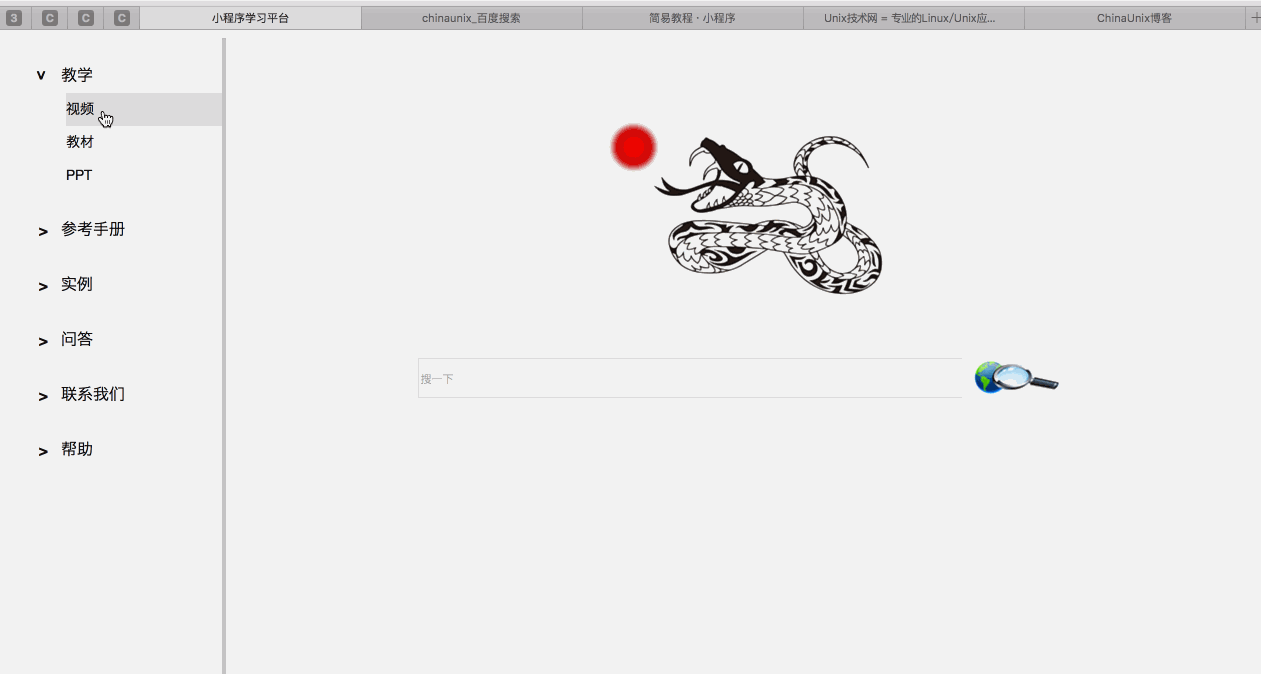 3 C C C 小程序学习平台 chinaunix_百度搜索 简易教程 · 小程序 Unix技术网 = 专业的Linux/Unix应... ChinaUnix博客 +
v 教学
视频
教材
PPT
> 参考手册
> 实例
> 问答
> 联系我们
> 帮助
搜一下